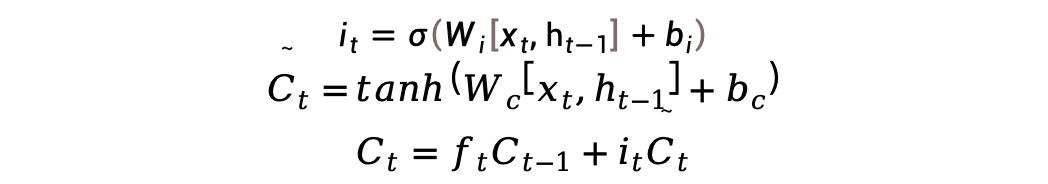 i_t = σ(W_i[x_t, h_{t−1}] + b_i)
C̃_t = tanh(W_c[x_t, h_{t−1}] + b_c)
C_t = f_t C_{t−1} + i_t C̃_t